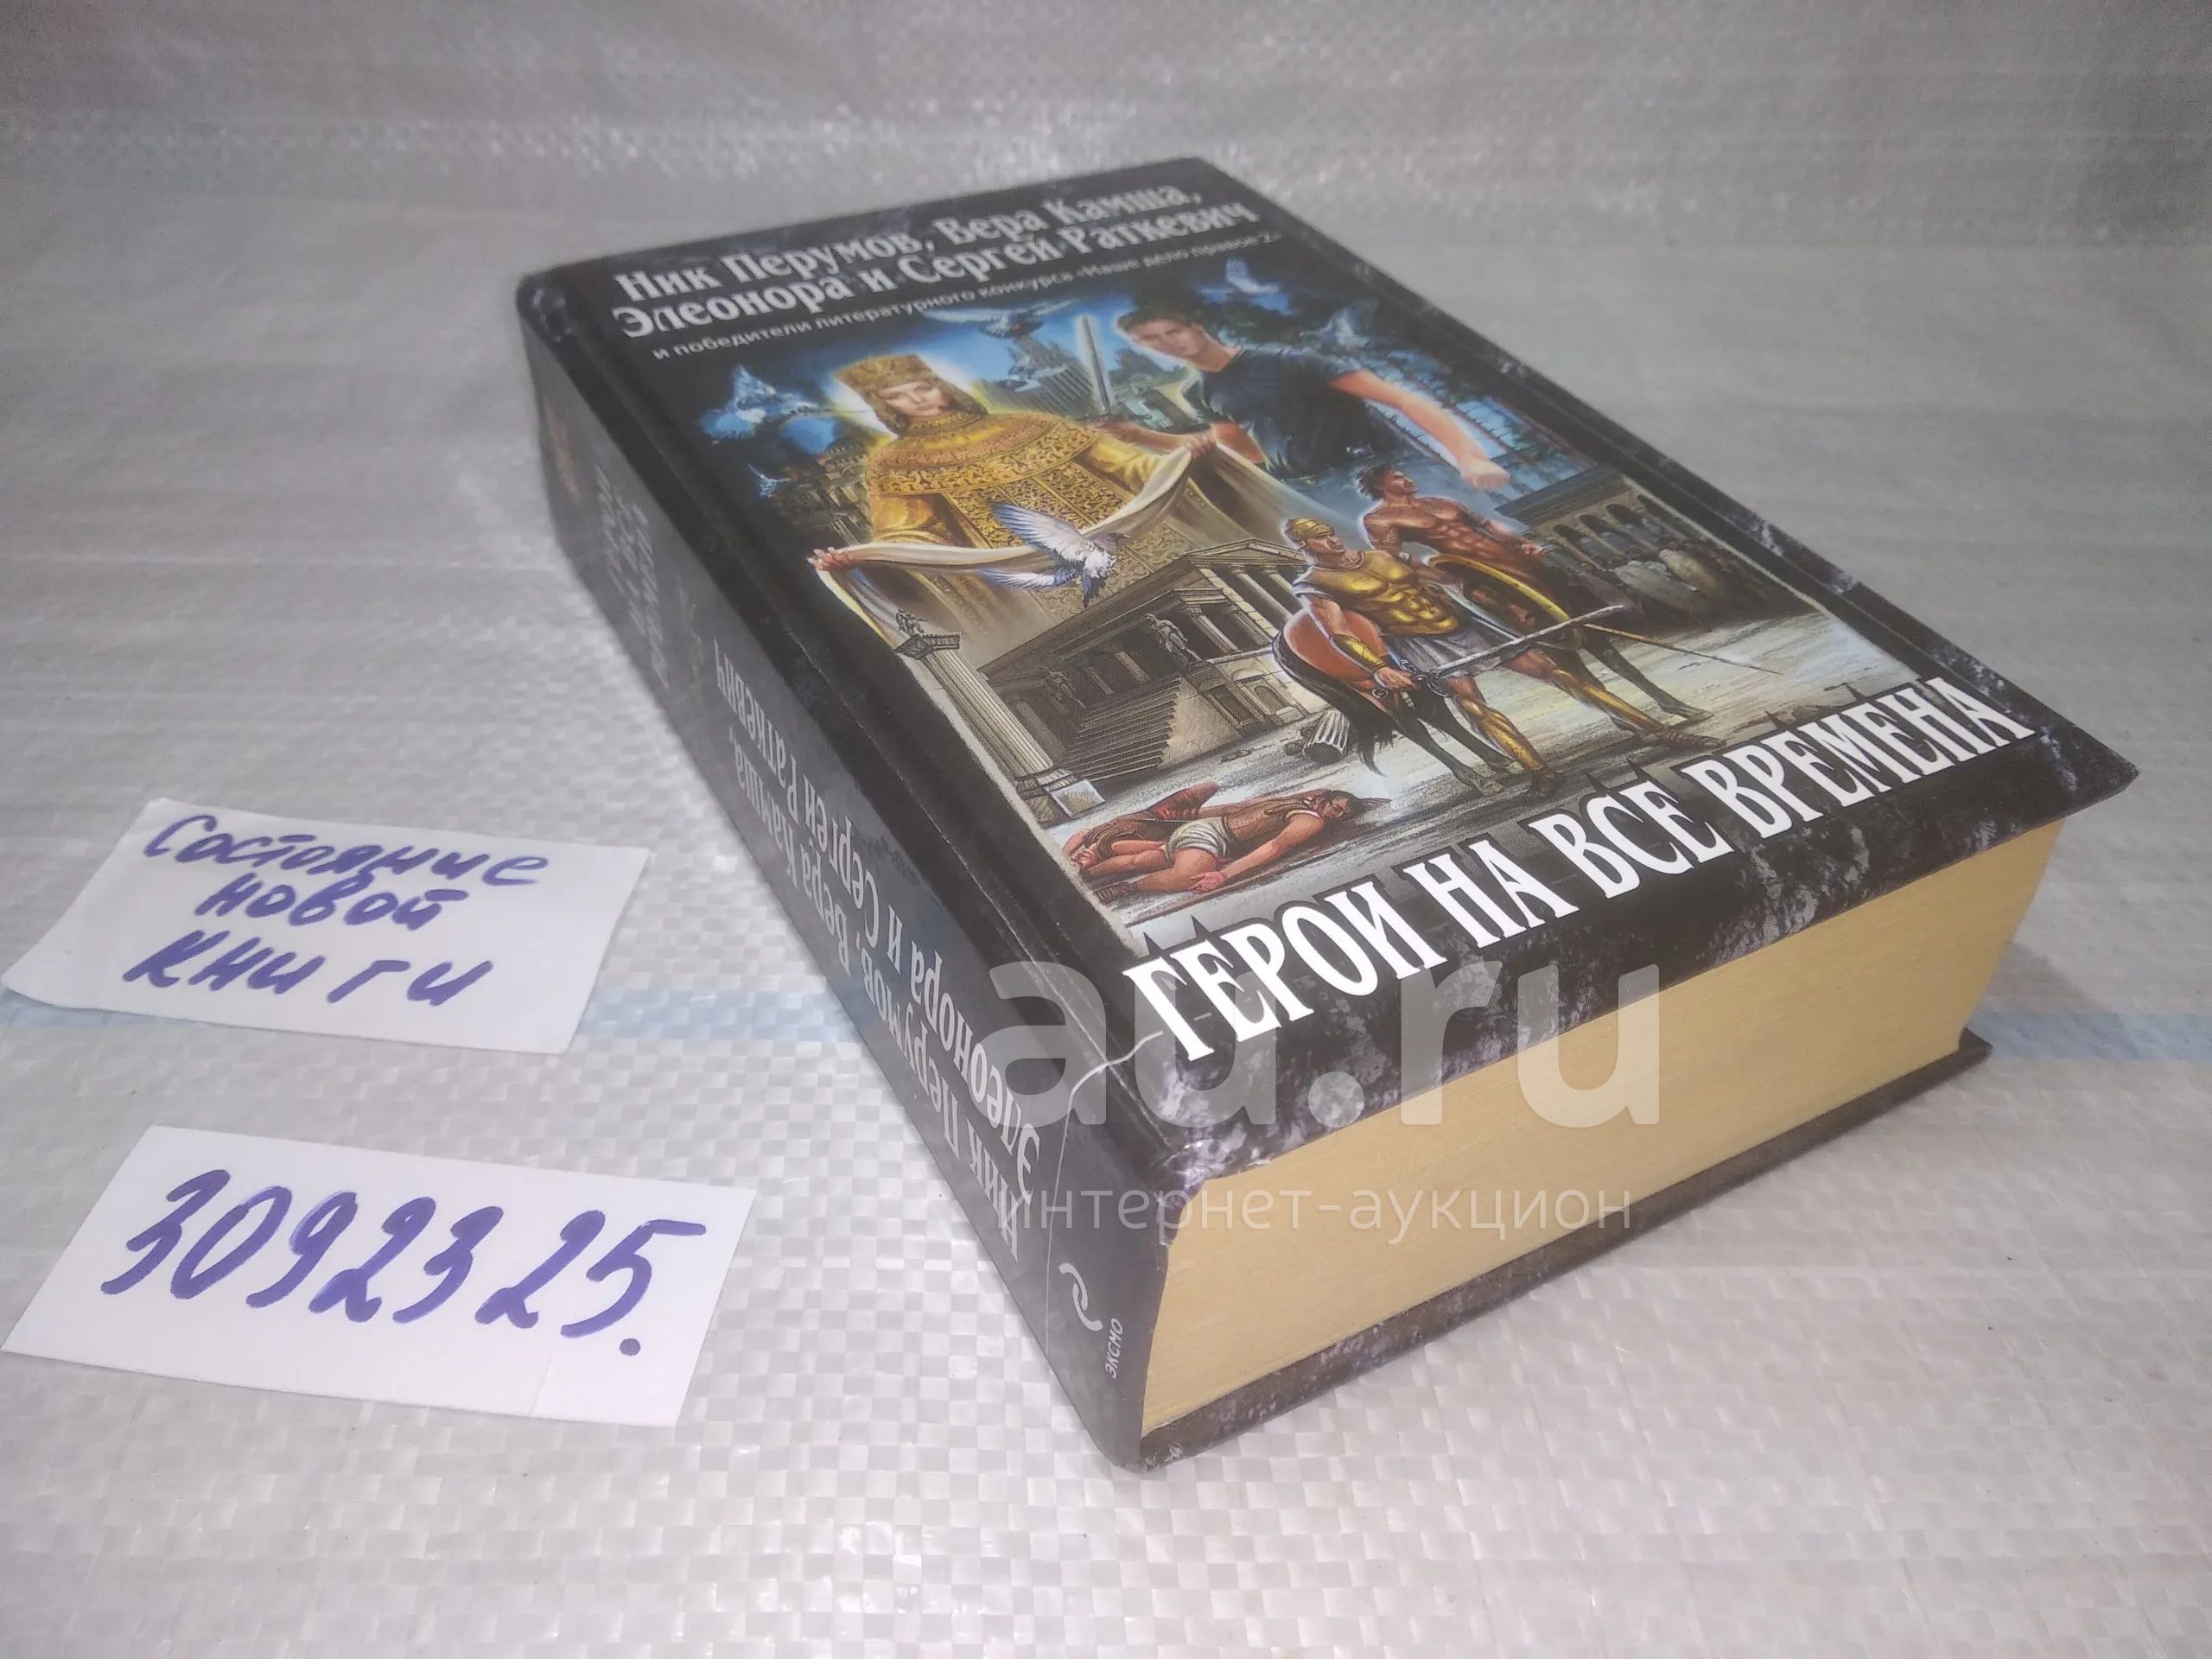 Ник Перумов, Вера Камша,
Элеонора и Сергей Раткевич
и победители литературного конкурса «Наше дело правое-2»
ГЕРОИ НА ВСЕ ВРЕМЕНА
Ник Перумов, Вера Камша,
Элеонора и Сергей Раткевич
ЭКСМО
Состояние
новой
книги
3092325.
au.ru
интернет-аукцион